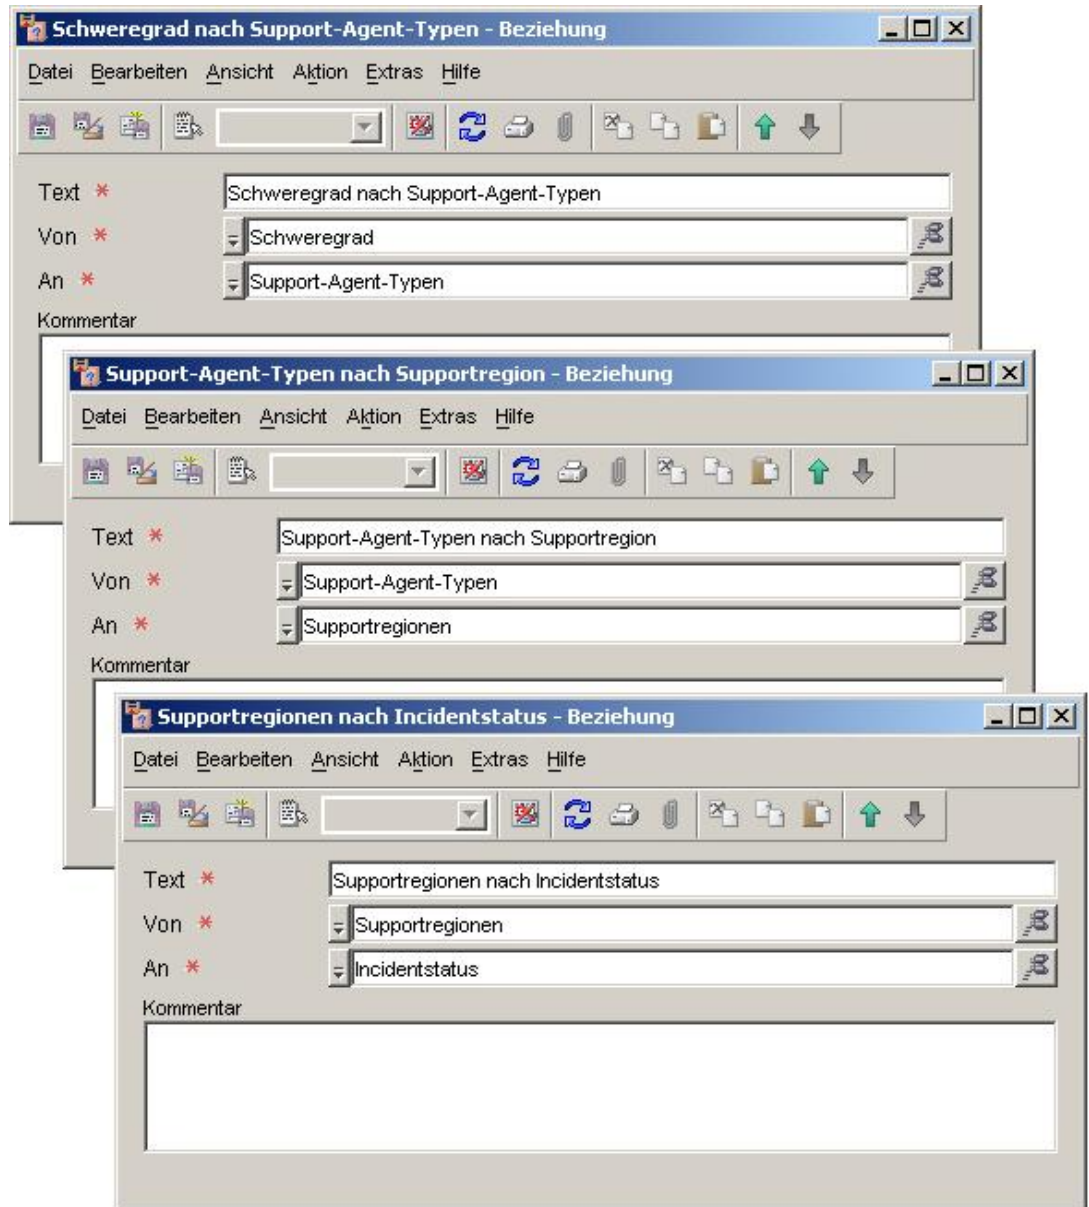 Schweregrad nach Support-Agent-Typen - Beziehung
Datei Bearbeiten Ansicht Aktion Extras Hilfe
Text * Schweregrad nach Support-Agent-Typen
Von * Schweregrad
An * Support-Agent-Typen
Kommentar
Support-Agent-Typen nach Supportregion - Beziehung
Datei Bearbeiten Ansicht Aktion Extras Hilfe
Text * Support-Agent-Typen nach Supportregion
Von * Support-Agent-Typen
An * Supportregionen
Kommentar
Supportregionen nach Incidentstatus - Beziehung
Datei Bearbeiten Ansicht Aktion Extras Hilfe
Text * Supportregionen nach Incidentstatus
Von * Supportregionen
An * Incidentstatus
Kommentar